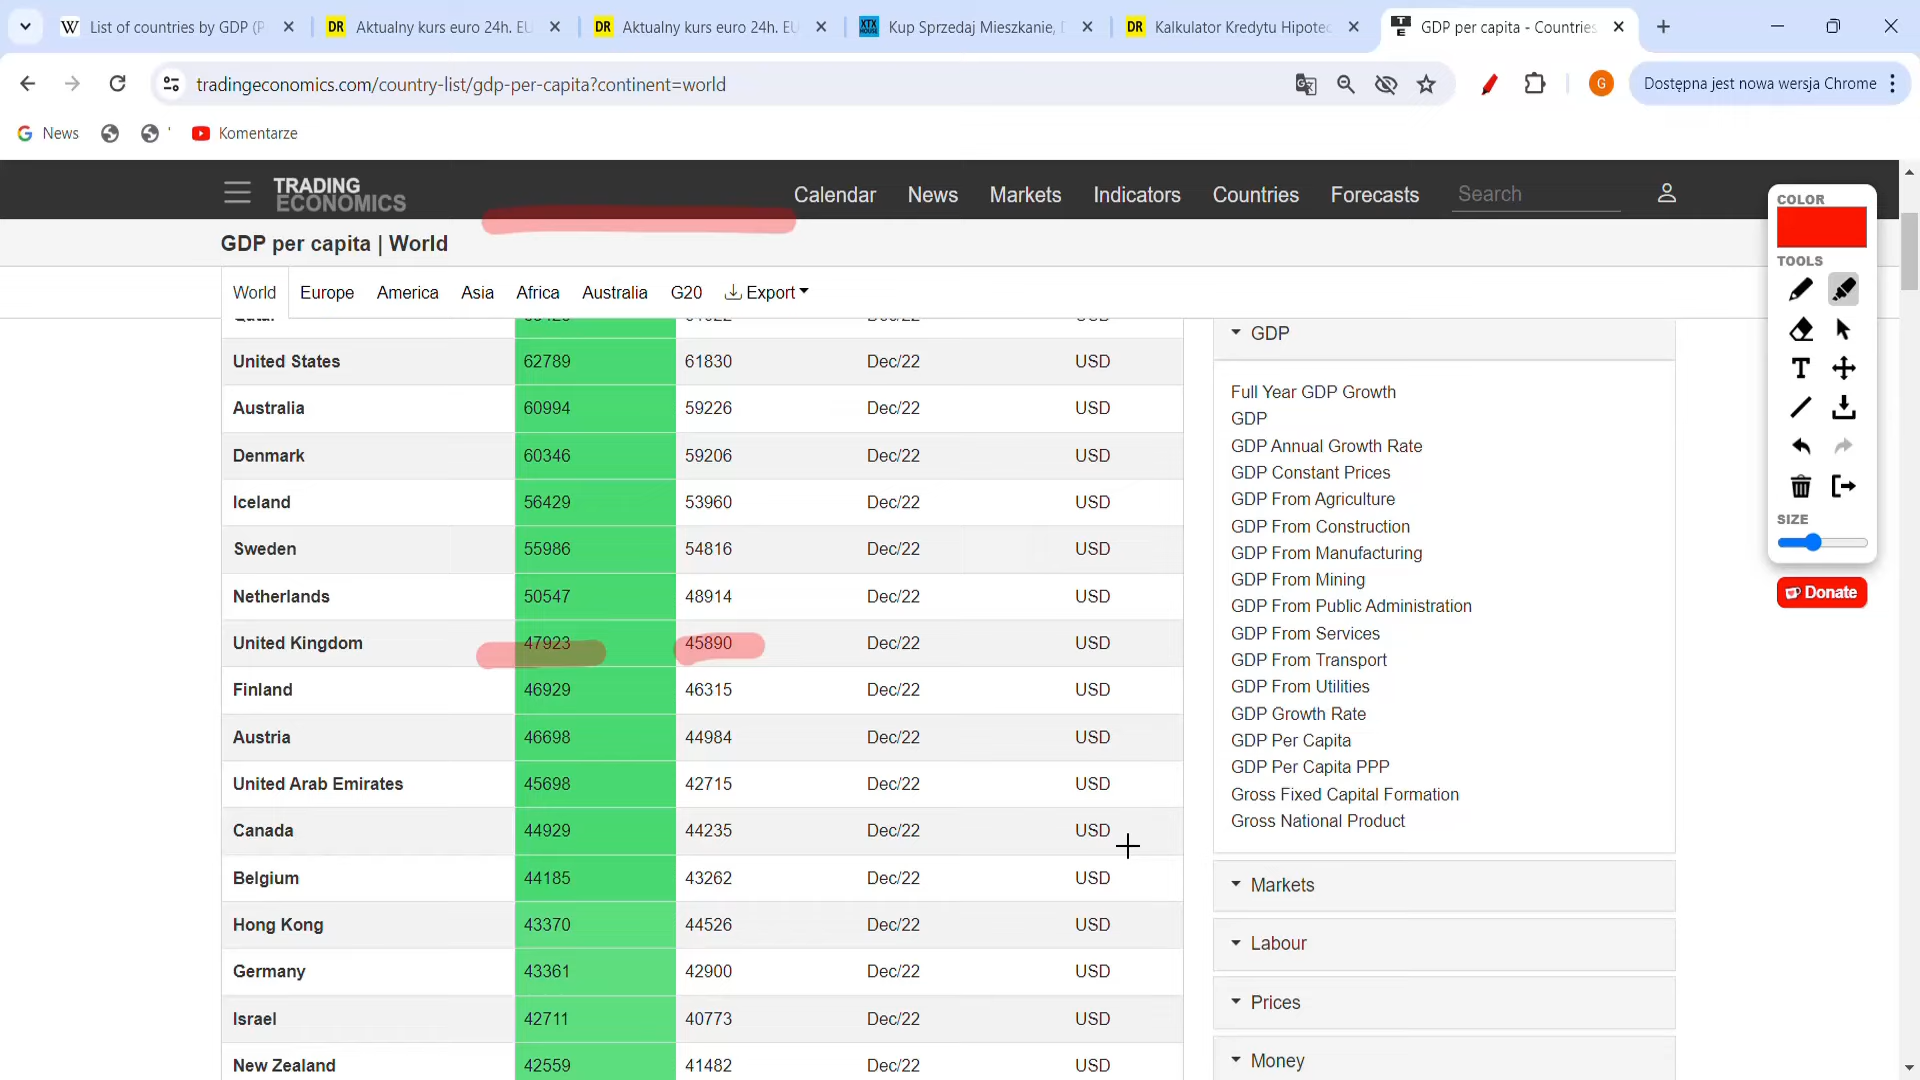 List of countries by GDP (P
Aktualny kurs euro 24h. EU
Aktualny kurs euro 24h. EU
Kup Sprzedaj Mieszkanie, D
Kalkulator Kredytu Hipotec
GDP per capita - Countries
tradingeconomics.com/country-list/gdp-per-capita?continent=world
G
Dostępna jest nowa wersja Chrome
News
Komentarze
TRADING
ECONOMICS
Calendar News Markets Indicators Countries Forecasts Search
GDP per capita | World
World Europe America Asia Africa Australia G20 Export
United States 62789 61830 Dec/22 USD
Australia 60994 59226 Dec/22 USD
Denmark 60346 59206 Dec/22 USD
Iceland 56429 53960 Dec/22 USD
Sweden 55986 54816 Dec/22 USD
Netherlands 50547 48914 Dec/22 USD
United Kingdom 47923 45890 Dec/22 USD
Finland 46929 46315 Dec/22 USD
Austria 46698 44984 Dec/22 USD
United Arab Emirates 45698 42715 Dec/22 USD
Canada 44929 44235 Dec/22 USD
Belgium 44185 43262 Dec/22 USD
Hong Kong 43370 44526 Dec/22 USD
Germany 43361 42900 Dec/22 USD
Israel 42711 40773 Dec/22 USD
New Zealand 42559 41482 Dec/22 USD
GDP
Full Year GDP Growth
GDP
GDP Annual Growth Rate
GDP Constant Prices
GDP From Agriculture
GDP From Construction
GDP From Manufacturing
GDP From Mining
GDP From Public Administration
GDP From Services
GDP From Transport
GDP From Utilities
GDP Growth Rate
GDP Per Capita
GDP Per Capita PPP
Gross Fixed Capital Formation
Gross National Product
Markets
Labour
Prices
Money
COLOR
TOOLS
SIZE
Donate